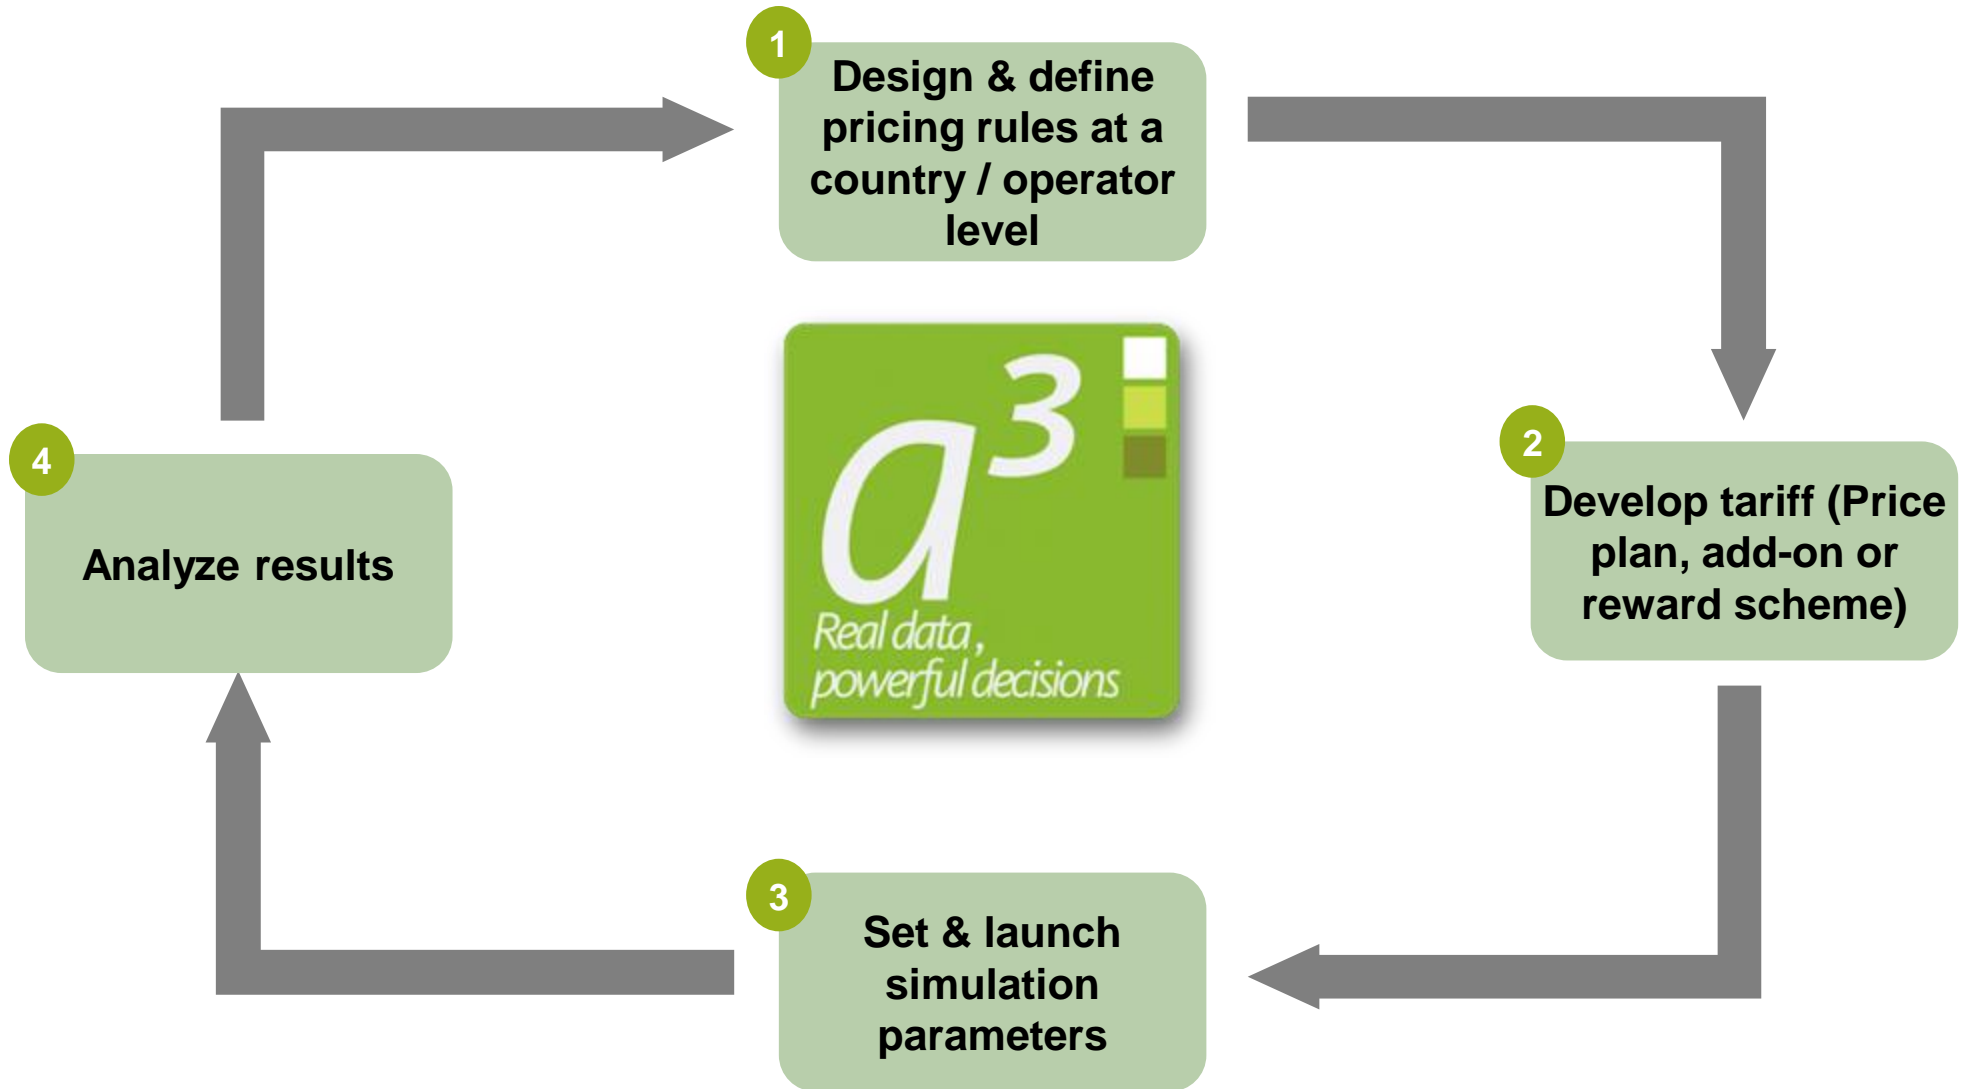 1
Design & define
pricing rules at a
country / operator
level
2
Develop tariff (Price
plan, add-on or
reward scheme)
3
Set & launch
simulation
parameters
4
Analyze results
a³
Real data,
powerful decisions